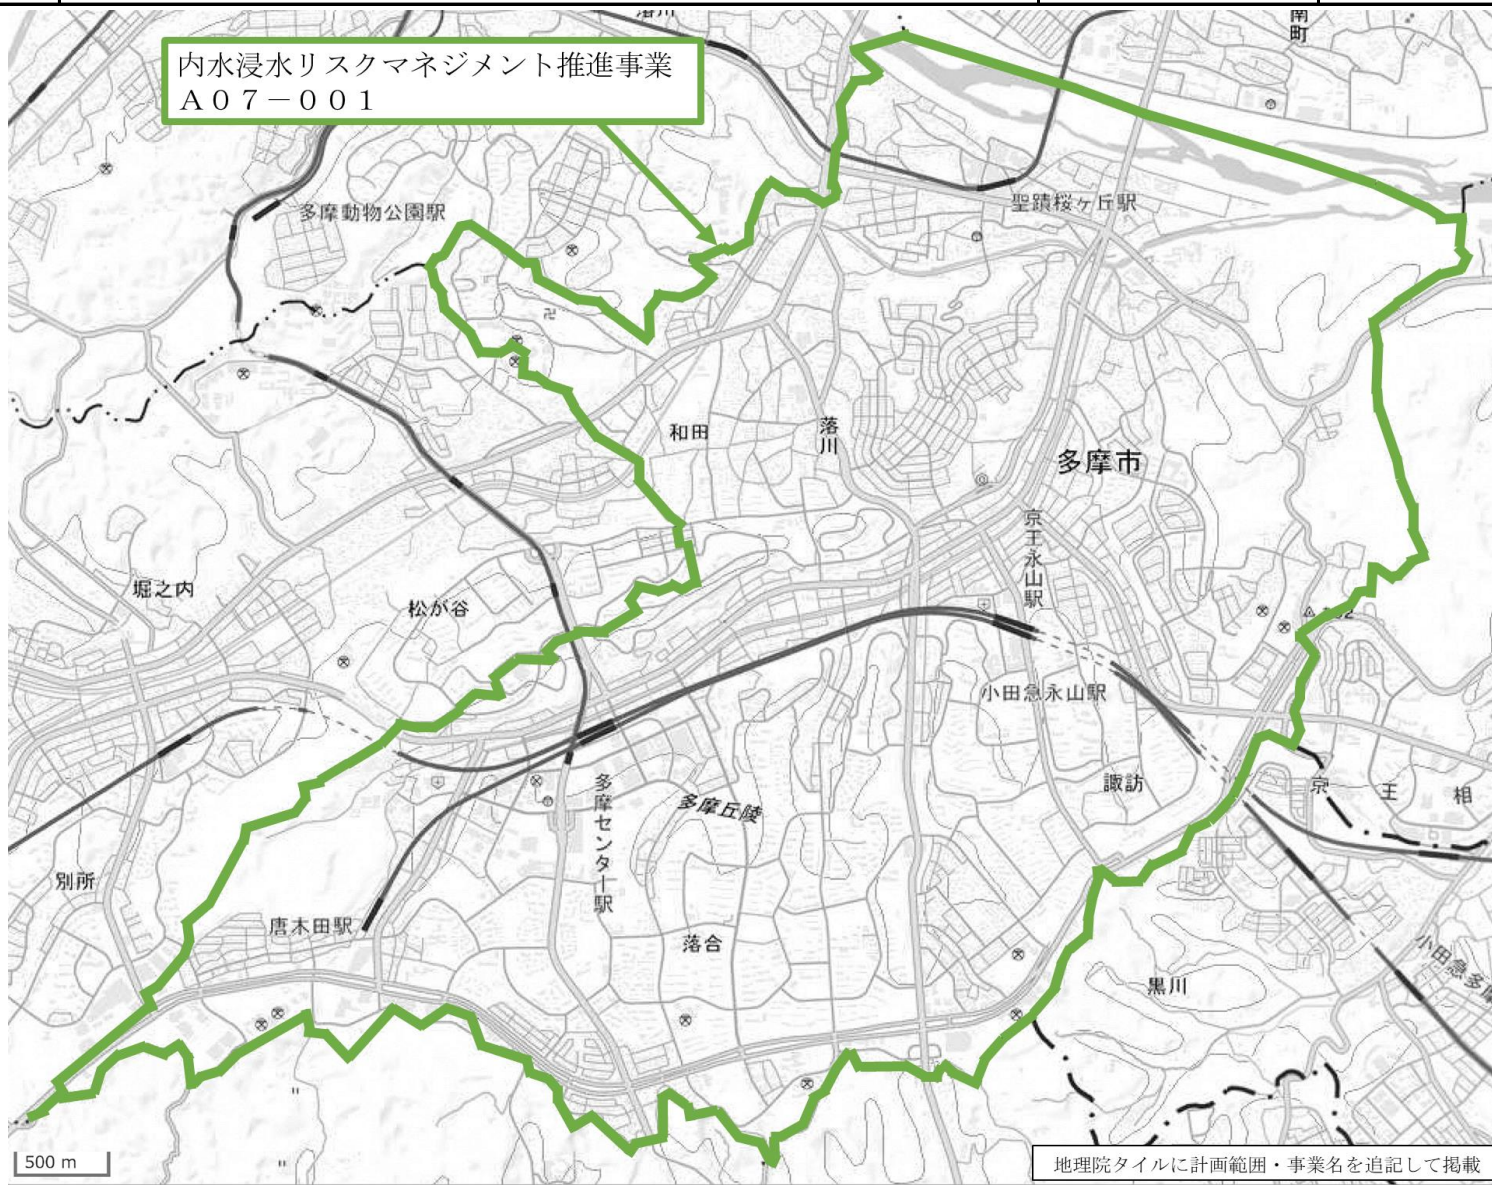 内水浸水リスクマネジメント推進事業
A07-001
南町
多摩動物公園駅
聖蹟桜ヶ丘駅
和田
落川
多摩市
京王永山駅
堀之内
松が谷
小田急永山駅
諏訪
京 王 相
多摩センター駅
多摩丘陵
別所
唐木田駅
落合
黒川
小田急多摩
500 m
地理院タイルに計画範囲・事業名を追記して掲載